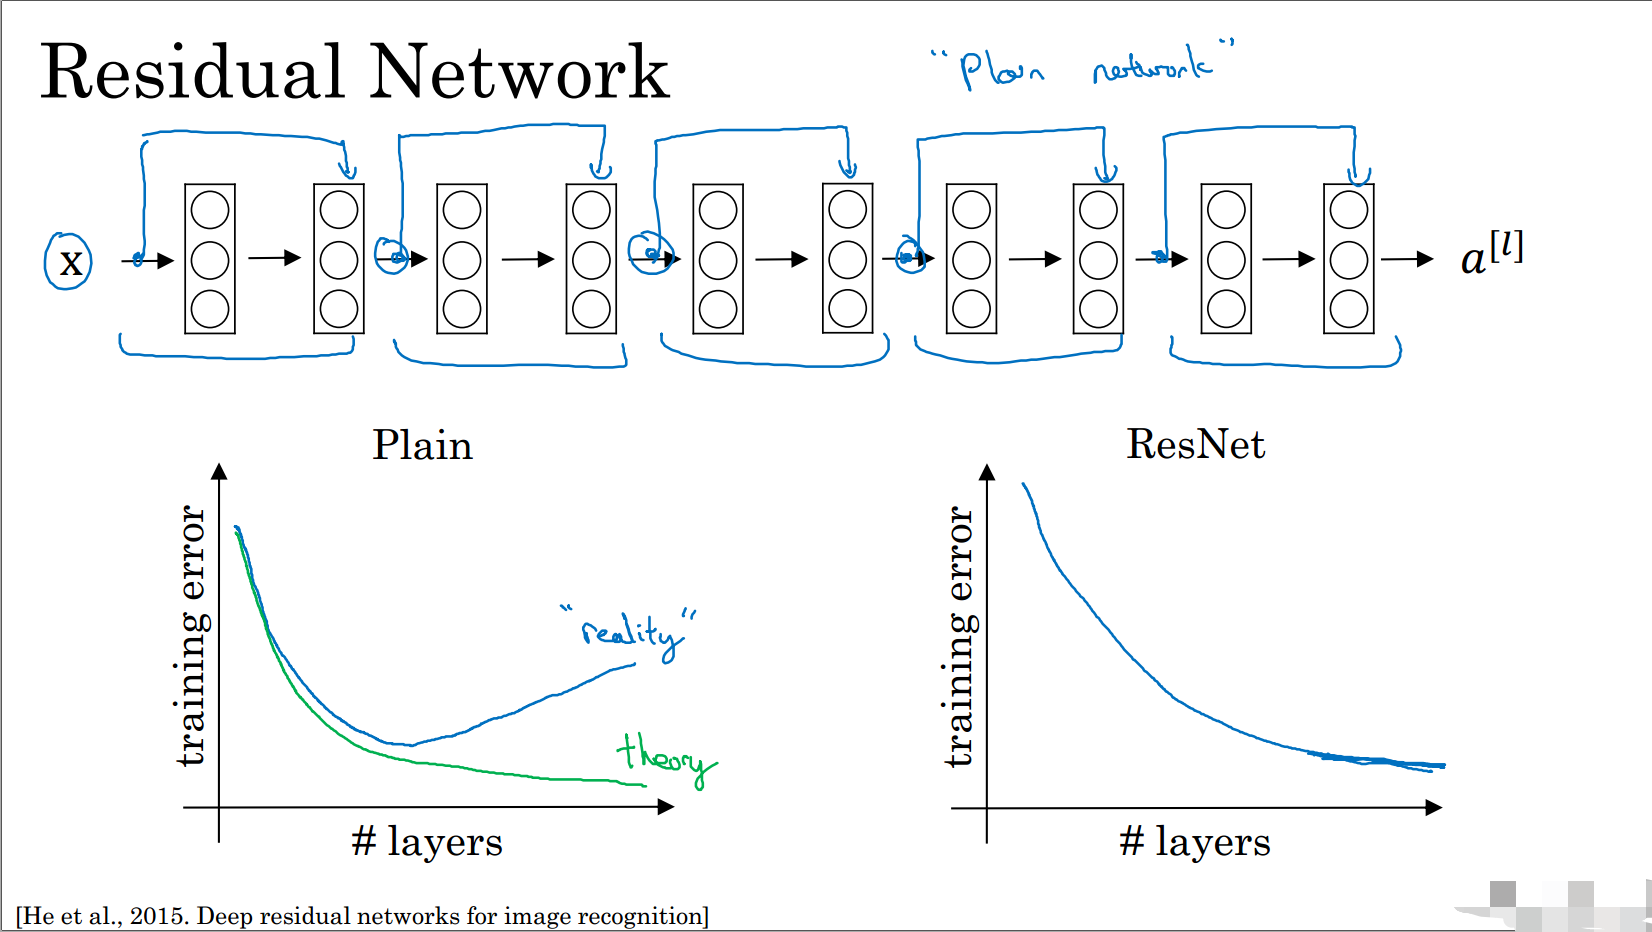 Residual Network
"Plain network"
x
a^[l]
Plain
ResNet
training error
"reality"
theory
# layers
training error
# layers
[He et al., 2015. Deep residual networks for image recognition]